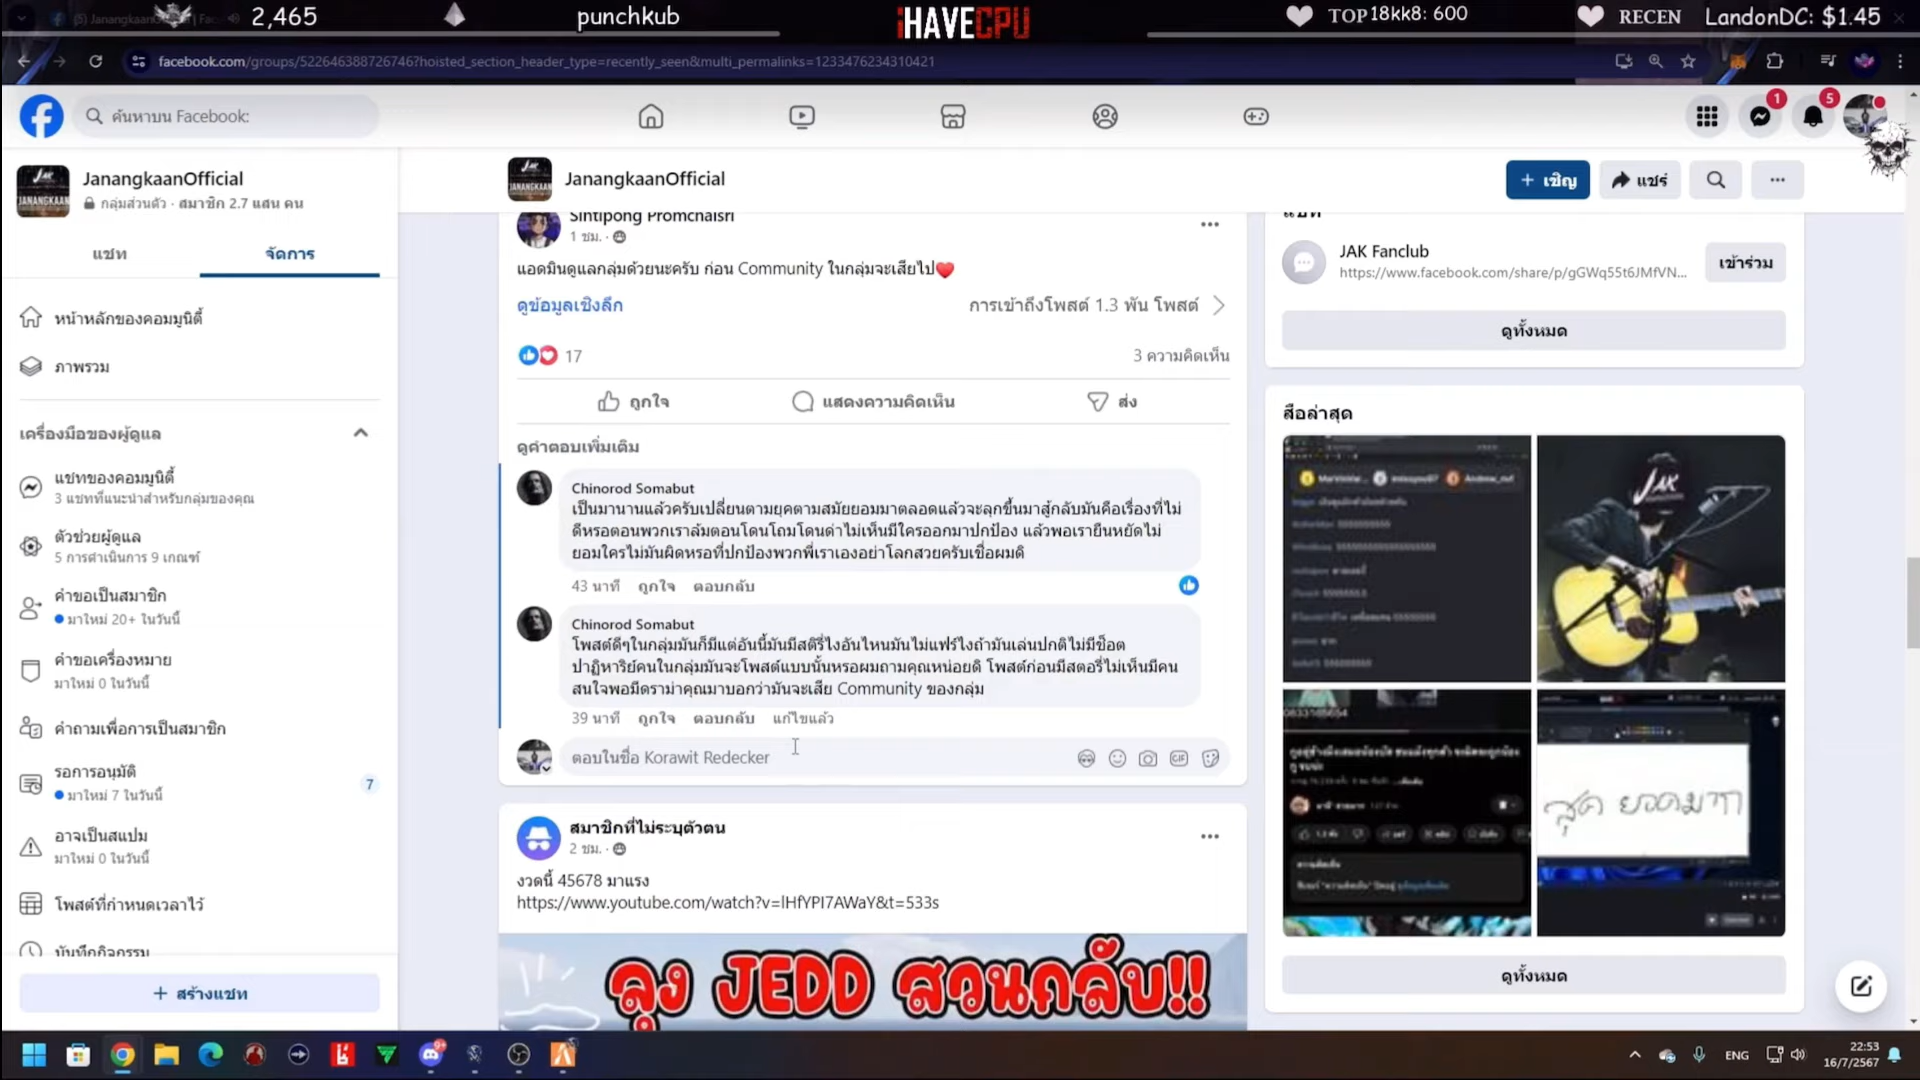 2,465
punchkub
iHAVECPU
TOP 18kk8: 600
RECEN
LandonDC: $1.45
facebook.com/groups/522646388726746?hoisted_section_header_type=recently_seen&multi_permalinks=1233476234310421
ค้นหาบน Facebook:
1
5
JanangkaanOfficial
กลุ่มส่วนตัว · สมาชิก 2.7 แสน คน
แชท
จัดการ
หน้าหลักของคอมมูนิตี้
ภาพรวม
เครื่องมือของผู้ดูแล
แชทของคอมมูนิตี้
3 แชทที่แนะนำสำหรับกลุ่มของคุณ
ตัวช่วยผู้ดูแล
5 การดำเนินการ 9 เกณฑ์
คำขอเป็นสมาชิก
มาใหม่ 20+ ในวันนี้
คำขอเครื่องหมาย
มาใหม่ 0 ในวันนี้
คำถามเพื่อการเป็นสมาชิก
รอการอนุมัติ
มาใหม่ 7 ในวันนี้
7
อาจเป็นสแปม
มาใหม่ 0 ในวันนี้
โพสต์ที่กำหนดเวลาไว้
บันทึกกิจกรรม
+ สร้างแชท
JanangkaanOfficial
+ เชิญ
แชร์
Sintipong Promchaisri
1 ชม. ·
แอดมินดูแลกลุ่มด้วยนะครับ ก่อน Community ในกลุ่มจะเสียไป❤️
ดูข้อมูลเชิงลึก
การเข้าถึงโพสต์ 1.3 พัน โพสต์
17
3 ความคิดเห็น
ถูกใจ
แสดงความคิดเห็น
ส่ง
ดูคำตอบเพิ่มเติม
Chinorod Somabut
เป็นมานานแล้วครับเปลี่ยนตามยุคตามสมัยยอมมาตลอดแล้วจะลุกขึ้นมาสู้กลับมันคือเรื่องที่ไม่
ดีหรอตอนพวกเราล้มตอนโดนโถมโดนด่าไม่เห็นมีใครออกมาปกป้อง แล้วพอเรายืนหยัดไม่
ยอมใครไม่มันผิดหรอที่ปกป้องพวกพี่เราเองอย่าโลกสวยครับเชื่อผมดิ
43 นาที ถูกใจ ตอบกลับ
Chinorod Somabut
โพสต์ดีๆในกลุ่มมันก็มีแต่อันนี้มันมีสติรี่ไงอันไหนมันไม่แฟร์ไงถ้ามันเล่นปกติไม่มีช็อต
ปาฏิหาริย์คนในกลุ่มมันจะโพสต์แบบนั้นหรอผมถามคุณหน่อยดิ โพสต์ก่อนมีสตอรี่ไม่เห็นมีคน
สนใจพอมีดราม่าคุณมาบอกว่ามันจะเสีย Community ของกลุ่ม
39 นาที ถูกใจ ตอบกลับ แก้ไขแล้ว
ตอบในชื่อ Korawit Redecker
GIF
สมาชิกที่ไม่ระบุตัวตน
2 ชม. ·
งวดนี้ 45678 มาแรง
https://www.youtube.com/watch?v=lHfYPI7AWaY&t=533s
ลุง JEDD สวนกลับ!!
แชท
JAK Fanclub
https://www.facebook.com/share/p/gGWq55t6JMfVN...
เข้าร่วม
ดูทั้งหมด
สื่อล่าสุด
JAK
สุด ยอดมาก
ดูทั้งหมด
ENG
22:53
16/7/2567